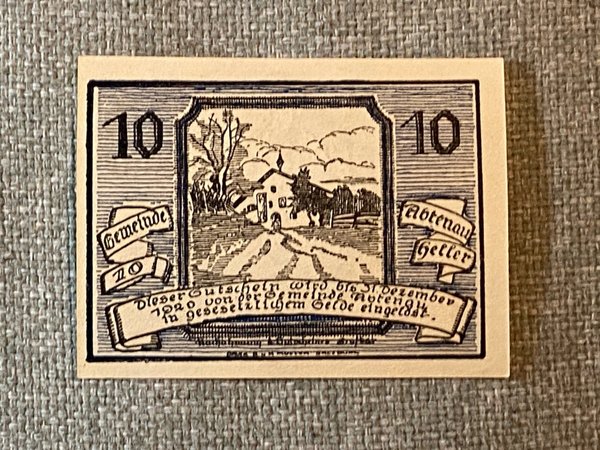 10
10
Gemeinde
Abtenau
10
Heller
Dieser Gutschein wird bis 31 Dezember
1920 von der Gemeinde Abtenau
in gesetzlichem Gelde eingelöst.